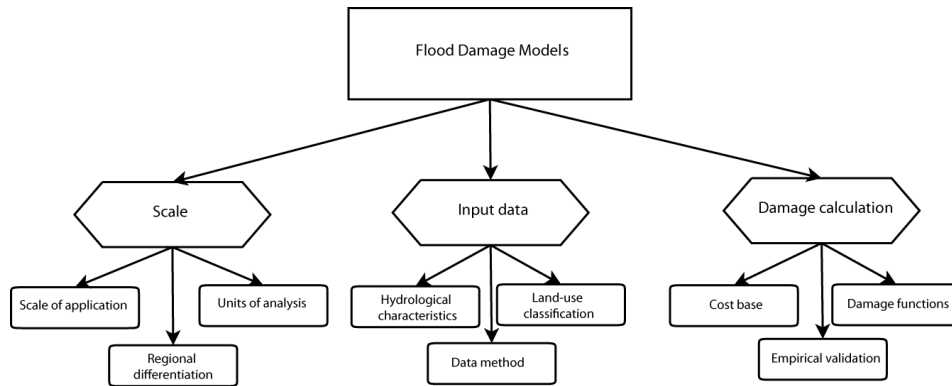 Flood Damage Models
Scale
Input data
Damage calculation
Scale of application
Units of analysis
Regional
differentiation
Hydrological
characteristics
Land-use
classification
Data method
Cost base
Damage functions
Empirical validation